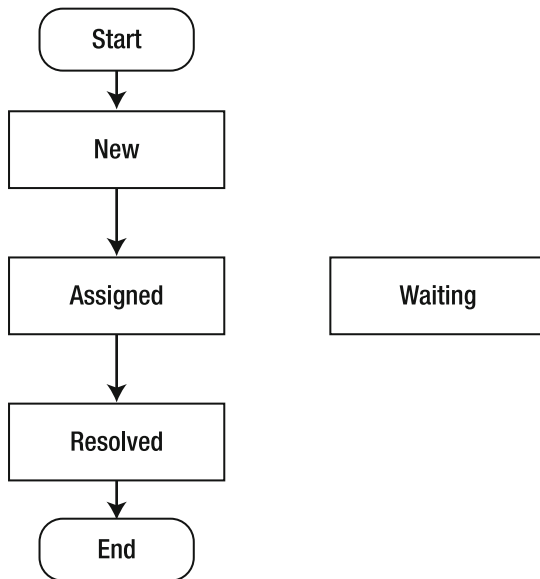 Start
New
Assigned
Waiting
Resolved
End